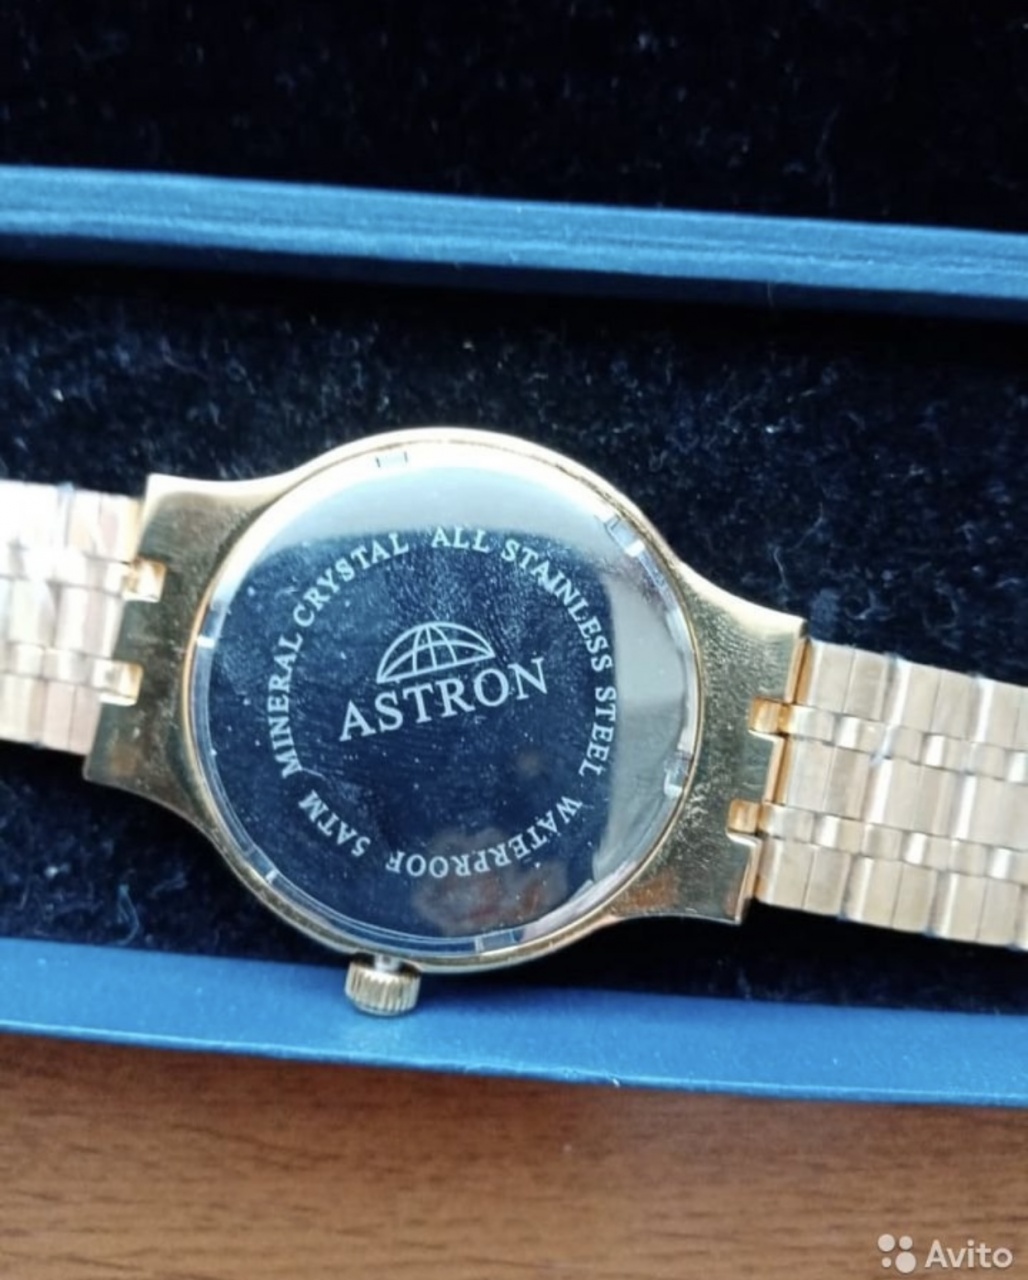 MINERAL CRYSTAL ALL STAINLESS STEEL WATERPROOF 5ATM
ASTRON
Avito